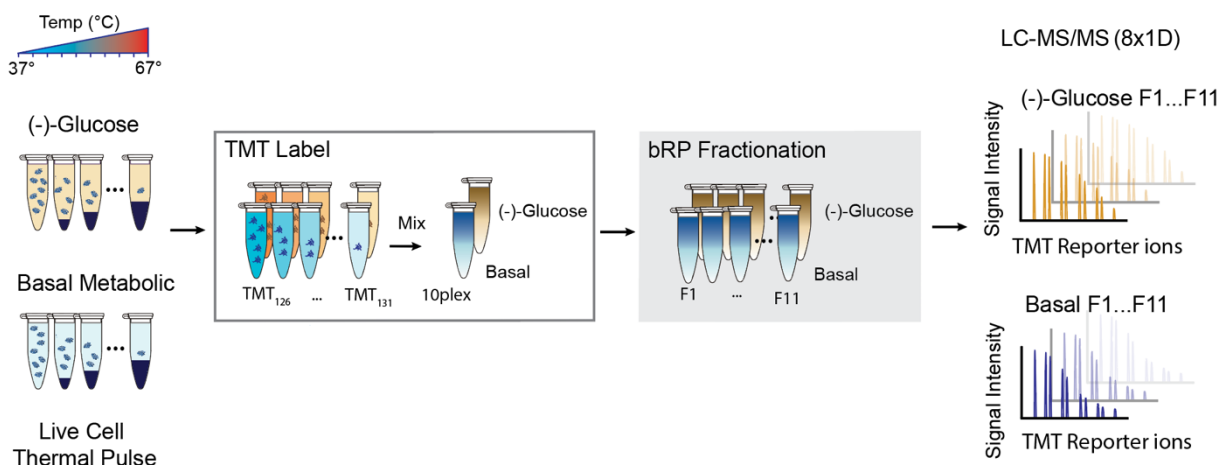 Temp (°C)
37°
67°
(-)-Glucose
Basal Metabolic
Live Cell
Thermal Pulse
TMT Label
Mix
(-)-Glucose
Basal
TMT126
...
TMT131
10plex
bRP Fractionation
(-)-Glucose
Basal
F1
...
F11
LC-MS/MS (8x1D)
(-)-Glucose F1...F11
Signal Intensity
TMT Reporter ions
Basal F1...F11
Signal Intensity
TMT Reporter ions